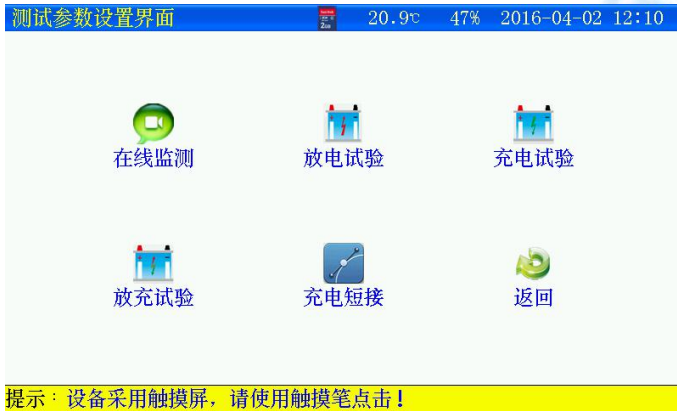 测试参数设置界面 20.9℃ 47% 2016-04-02 12:10
在线监测 放电试验 充电试验
放充试验 充电短接 返回
提示：设备采用触摸屏，请使用触摸笔点击！